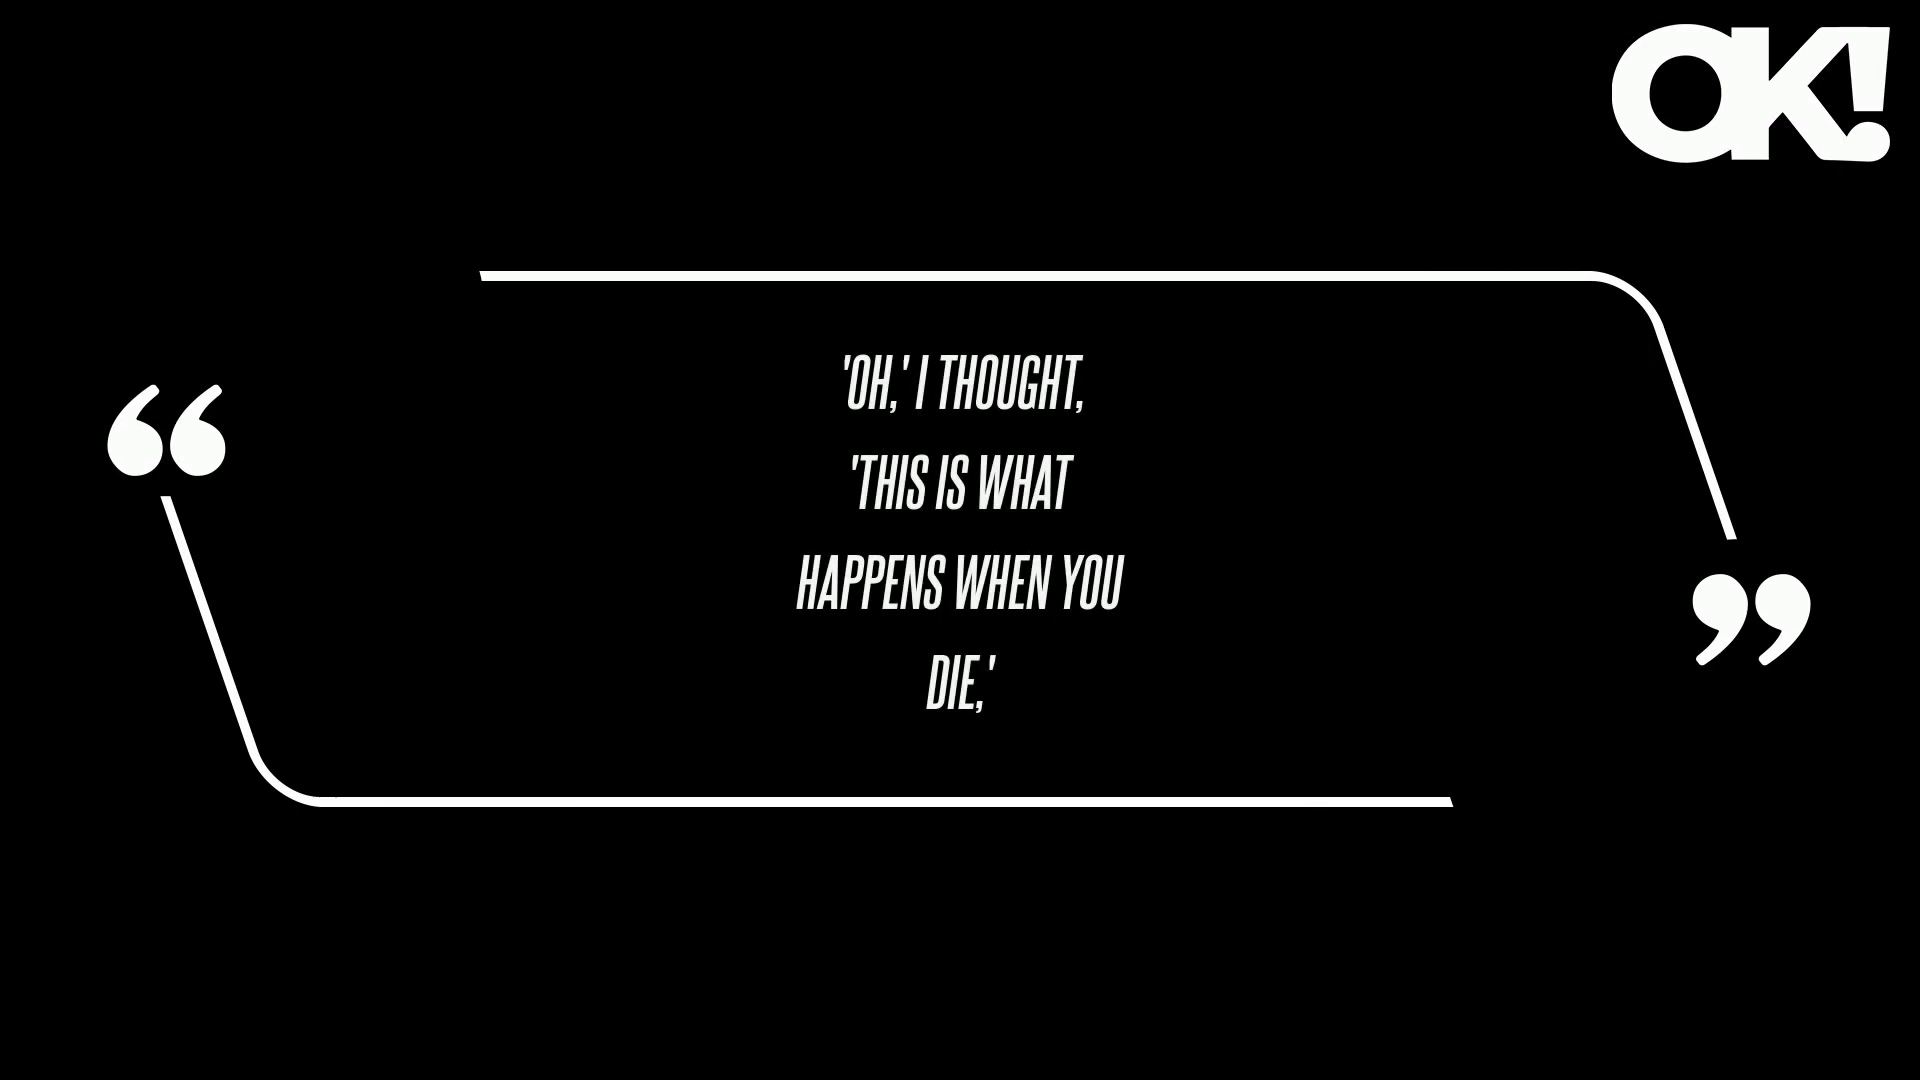 OK!
'OH,' I THOUGHT,
'THIS IS WHAT
HAPPENS WHEN YOU
DIE,'